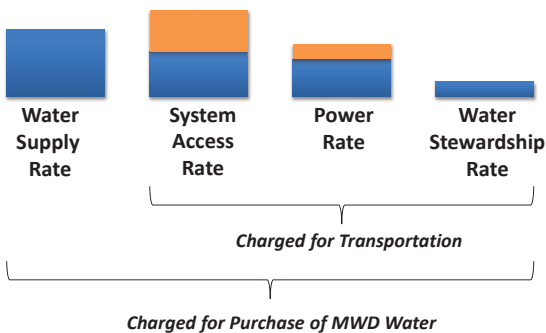 Water
Supply
Rate
System
Access
Rate
Power
Rate
Water
Stewardship
Rate
Charged for Transportation
Charged for Purchase of MWD Water